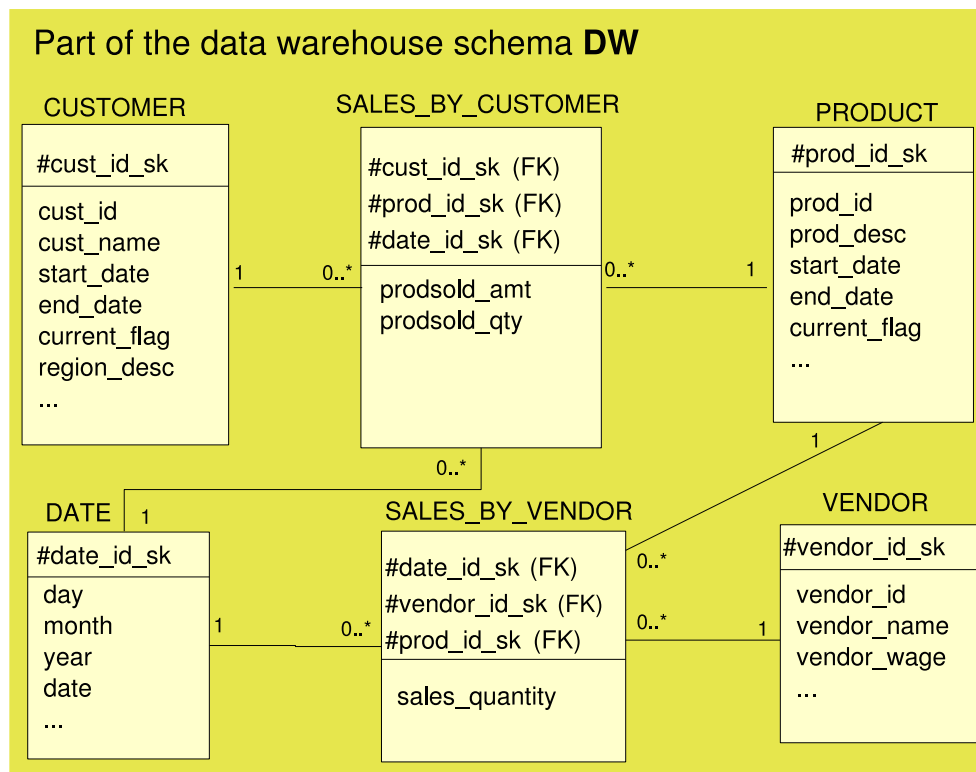 Part of the data warehouse schema DW
CUSTOMER
#cust_id_sk
cust_id
cust_name
start_date
end_date
current_flag
region_desc
...
1
0..*
SALES_BY_CUSTOMER
#cust_id_sk (FK)
#prod_id_sk (FK)
#date_id_sk (FK)
prodsold_amt
prodsold_qty
0..*
1
PRODUCT
#prod_id_sk
prod_id
prod_desc
start_date
end_date
current_flag
...
0..*
1
1
0..*
DATE
#date_id_sk
day
month
year
date
...
1
0..*
SALES_BY_VENDOR
#date_id_sk (FK)
#vendor_id_sk (FK)
#prod_id_sk (FK)
sales_quantity
0..*
1
VENDOR
#vendor_id_sk
vendor_id
vendor_name
vendor_wage
...